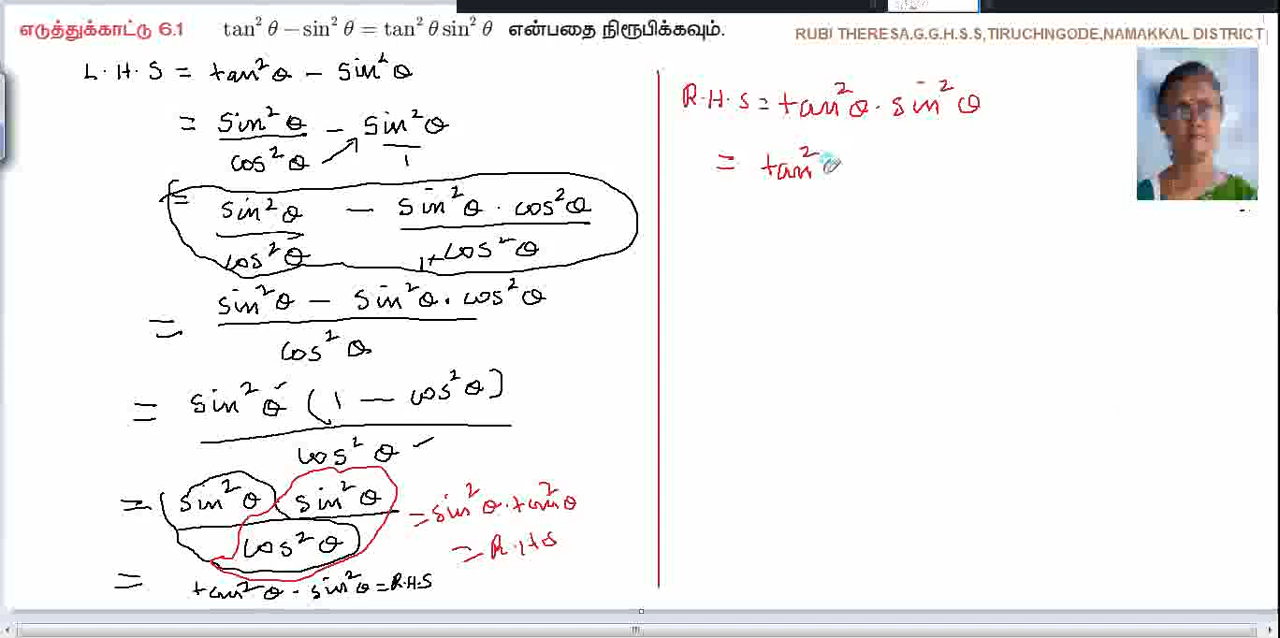 எடுத்துக்காட்டு 6.1 tan² θ − sin² θ = tan² θ sin² θ என்பதை நிரூபிக்கவும்.
RUBI THERESA.G.G.H.S.S,TIRUCHNGODE,NAMAKKAL DISTRICT
L.H.S = tan²θ − sin²θ
= sin²θ/cos²θ − sin²θ/1
= sin²θ/cos²θ − sin²θ · cos²θ/1×cos²θ
= sin²θ − sin²θ · cos²θ/cos²θ
= sin²θ (1 − cos²θ)/cos²θ
= sin²θ sin²θ/cos²θ = sin²θ · tan²θ
= R.H.S
= tan²θ · sin²θ = R.H.S
R.H.S = tan²θ · sin²θ
= tan²θ